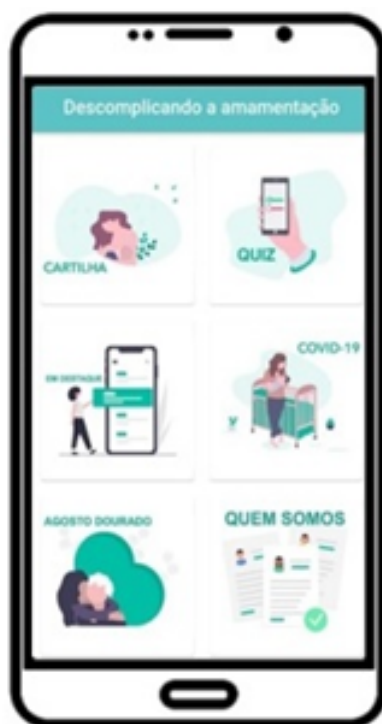 Descomplicando a amamentação
CARTILHA
QUIZ
EM DESTAQUE
COVID-19
AGOSTO DOURADO
QUEM SOMOS